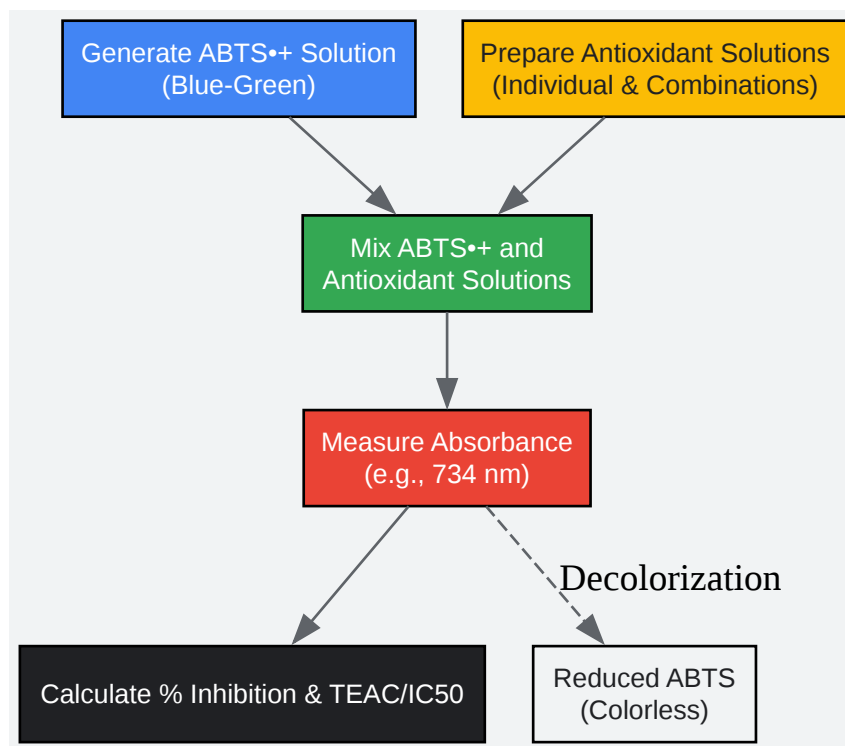 Generate ABTS•+ Solution
(Blue-Green)
Prepare Antioxidant Solutions
(Individual & Combinations)
Mix ABTS•+ and
Antioxidant Solutions
Measure Absorbance
(e.g., 734 nm)
Decolorization
Calculate % Inhibition & TEAC/IC50
Reduced ABTS
(Colorless)